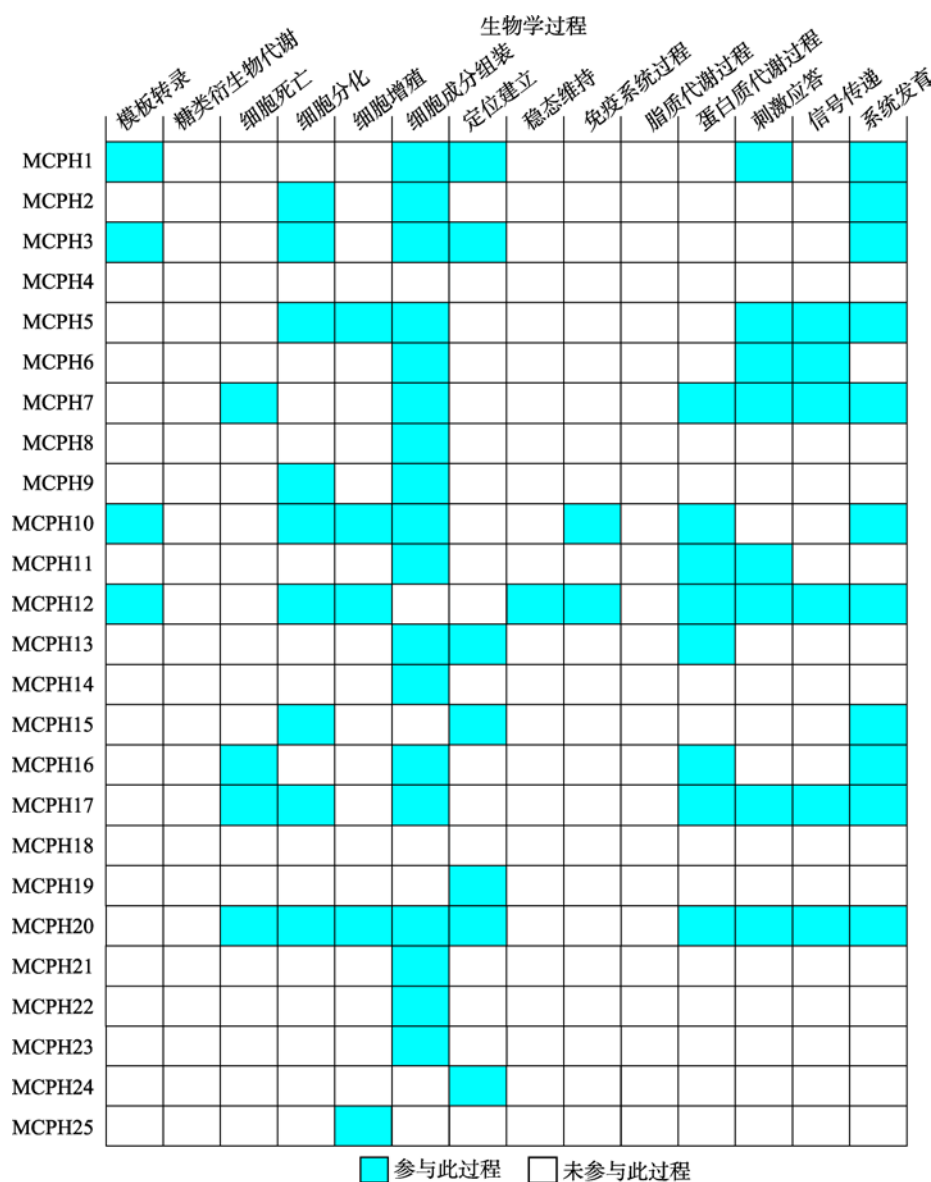 生物学过程
模板转录
糖类衍生物代谢
细胞死亡
细胞分化
细胞增殖
细胞成分组装
定位建立
稳态维持
免疫系统过程
脂质代谢过程
蛋白质代谢过程
刺激应答
信号传递
系统发育
MCPH1
MCPH2
MCPH3
MCPH4
MCPH5
MCPH6
MCPH7
MCPH8
MCPH9
MCPH10
MCPH11
MCPH12
MCPH13
MCPH14
MCPH15
MCPH16
MCPH17
MCPH18
MCPH19
MCPH20
MCPH21
MCPH22
MCPH23
MCPH24
MCPH25
参与此过程 未参与此过程